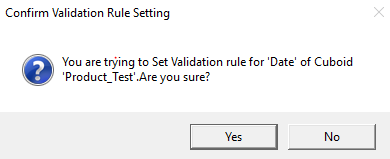 Confirm Validation Rule Setting
You are trying to Set Validation rule for 'Date' of Cuboid
'Product_Test'.Are you sure?
Yes
No